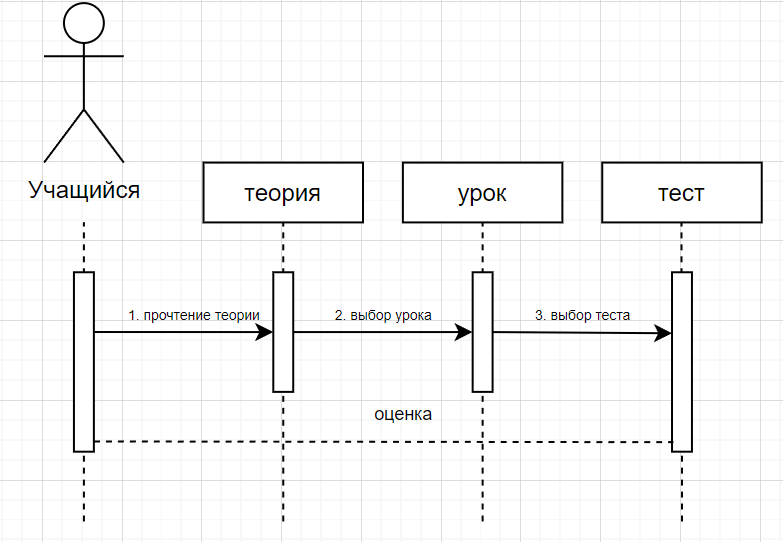 Учащийся
теория
урок
тест
1. прочтение теории
2. выбор урока
3. выбор теста
оценка